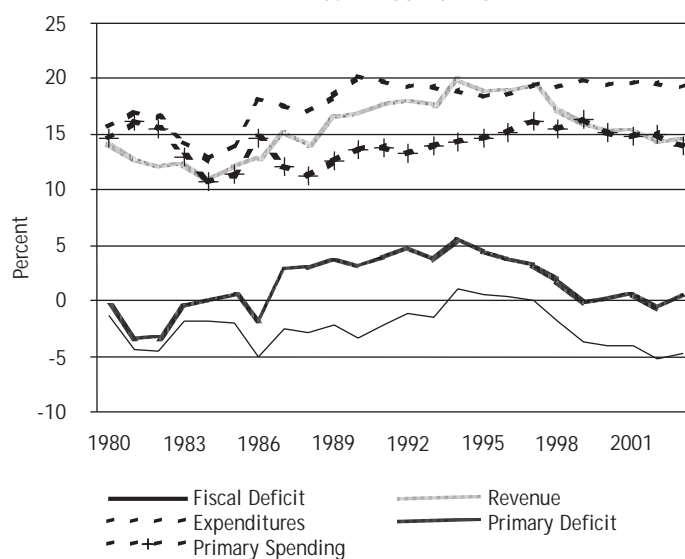 25
20
15
10
5
0
-5
-10
Percent
1980 1983 1986 1989 1992 1995 1998 2001
Fiscal Deficit Revenue
Expenditures Primary Deficit
Primary Spending